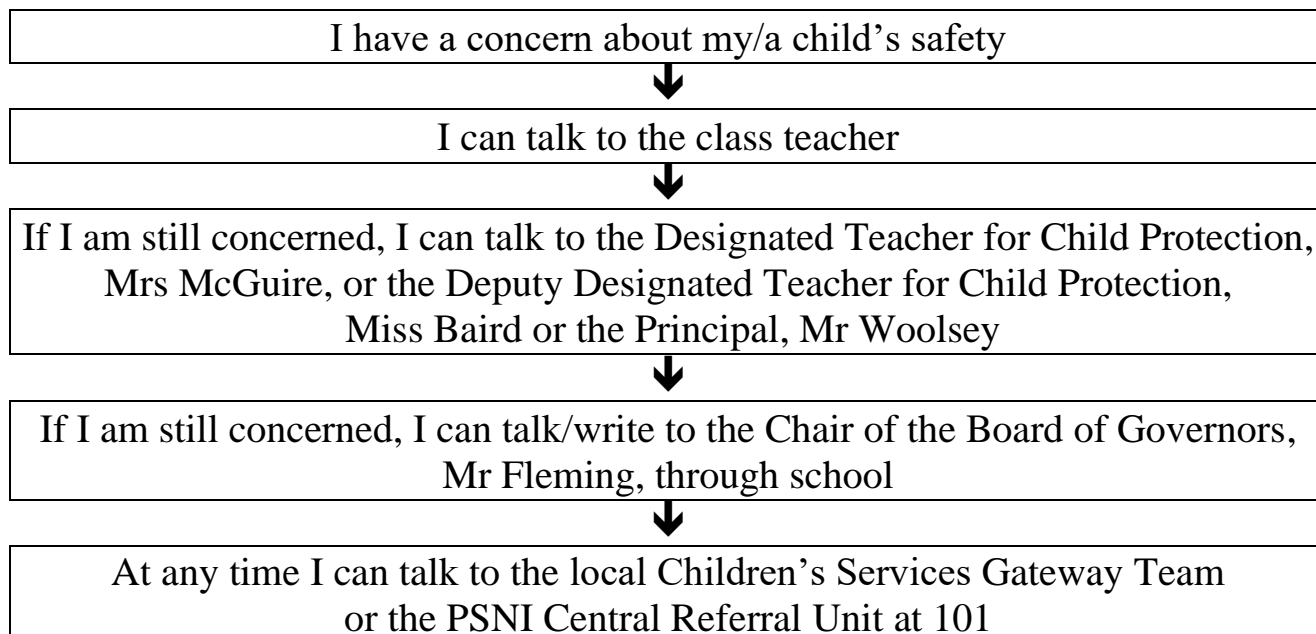 I have a concern about my/a child’s safety
I can talk to the class teacher
If I am still concerned, I can talk to the Designated Teacher for Child Protection,
Mrs McGuire, or the Deputy Designated Teacher for Child Protection,
Miss Baird or the Principal, Mr Woolsey
If I am still concerned, I can talk/write to the Chair of the Board of Governors,
Mr Fleming, through school
At any time I can talk to the local Children’s Services Gateway Team
or the PSNI Central Referral Unit at 101